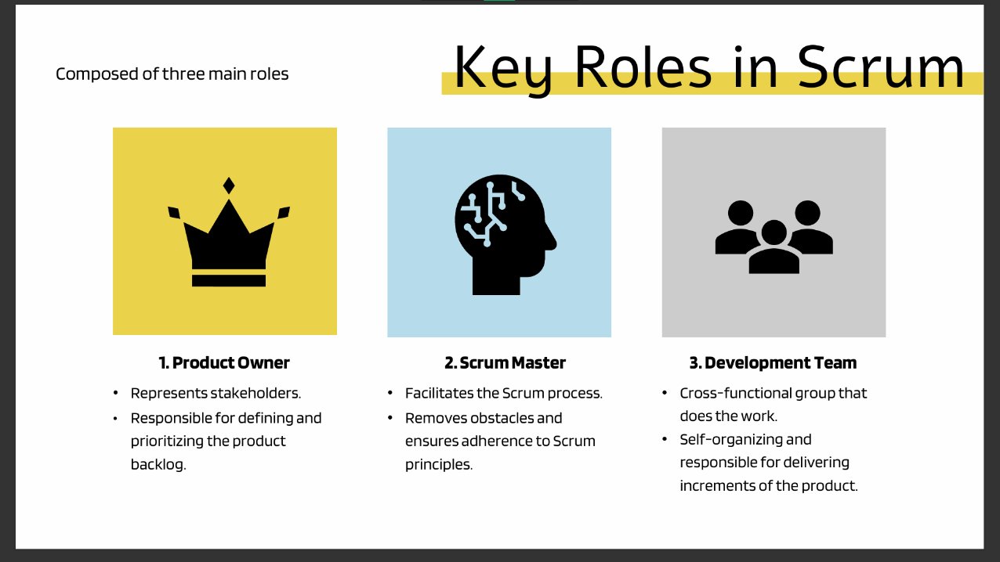 Key Roles in Scrum
Composed of three main roles
1. Product Owner
• Represents stakeholders.
• Responsible for defining and
prioritizing the product
backlog.
2. Scrum Master
• Facilitates the Scrum process.
• Removes obstacles and
ensures adherence to Scrum
principles.
3. Development Team
• Cross-functional group that
does the work.
• Self-organizing and
responsible for delivering
increments of the product.